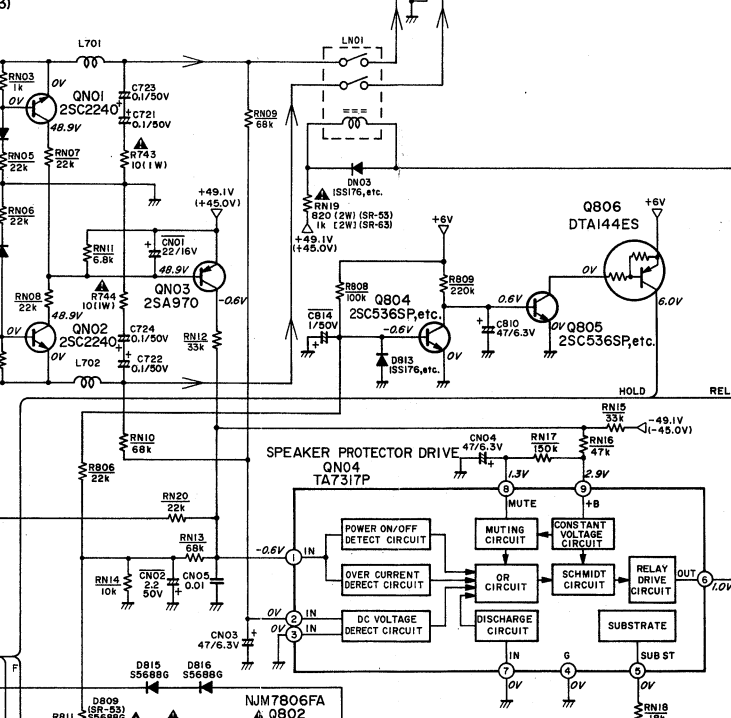 3)
L701
LN01
RN03
1k
0V
0V
QN01
2SC2240
48.9V
C723
0.1/50V
C721
0.1/50V
RN09
68k
RN05
22k
RN07
22k
R743
10(1W)
DN03
1SS176,etc.
RN19
820 (2W) (SR-53)
1k [2W] (SR-63)
+49.1V
(+45.0V)
+49.1V
(+45.0V)
RN06
22k
RN11
6.8k
CN01
22/16V
48.9V
QN03
2SA970
-0.6V
+6V
+6V
Q806
DTA144ES
0V
6.0V
R808
100k
Q804
2SC536SP,etc.
R809
220k
0.6V
RN08
22k
48.9V
R744
10(1W)
C814
1/50V
-0.6V
0V
C810
47/6.3V
0V
Q805
2SC536SP,etc.
0V
QN02
2SC2240
0V
C724
0.1/50V
C722
0.1/50V
RN12
33k
D813
1SS176,etc.
L702
HOLD
REL
RN15
33k
-49.1V
(-45.0V)
RN10
68k
R806
22k
SPEAKER PROTECTOR DRIVE
QN04
TA7317P
CN04
47/6.3V
RN17
150k
RN16
47k
1.3V
2.9V
8
9
MUTE
+B
RN20
22k
RN13
68k
-0.6V
1
IN
POWER ON/OFF
DETECT CIRCUIT
MUTING
CIRCUIT
CONSTANT
VOLTAGE
CIRCUIT
RN14
10k
CN02
2.2
50V
CN05
0.01
OVER CURRENT
DERECT CIRCUIT
OR
CIRCUIT
SCHMIDT
CIRCUIT
RELAY
DRIVE
CIRCUIT
OUT
6
1.0V
0V
2
IN
0V
3
DC VOLTAGE
DERECT CIRCUIT
DISCHARGE
CIRCUIT
SUBSTRATE
CN03
47/6.3V
IN
G
SUB ST
7
4
5
0V
0V
0V
F
D815
S5688G
D816
S5688G
RN18
18k
D809
(SR-53)
S5688G
R811
NJM7806FA
Q802